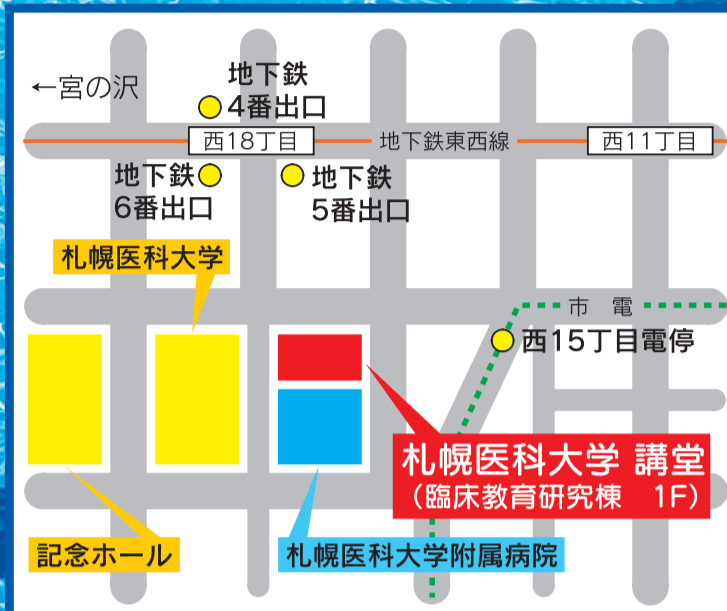 ←宮の沢
地下鉄
4番出口
西18丁目
地下鉄東西線
西11丁目
地下鉄
6番出口
地下鉄
5番出口
札幌医科大学
市 電
西15丁目電停
札幌医科大学 講堂
（臨床教育研究棟　1F）
記念ホール
札幌医科大学附属病院